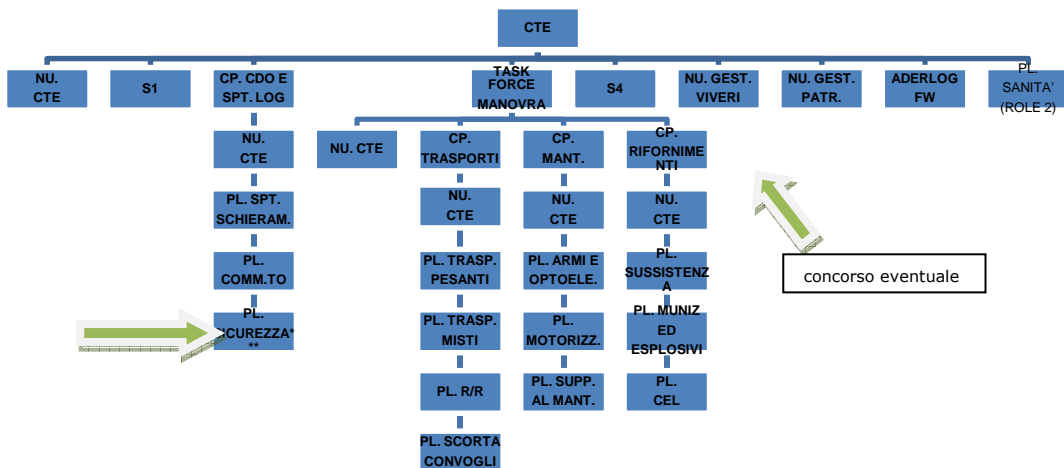 CTE
NU.
CTE
S1
CP. CDO E
SPT. LOG
TASK
FORCE
MANOVRA
S4
NU. GEST.
VIVERI
NU. GEST.
PATR.
ADERLOG
FW
PL.
SANITA'
(ROLE 2)
NU.
CTE
PL. SPT.
SCHIERAM.
PL.
COMM.TO
PL.
SICUREZZA*
**
NU. CTE
CP.
TRASPORTI
NU.
CTE
PL. TRASP.
PESANTI
PL. TRASP.
MISTI
PL. R/R
PL. SCORTA
CONVOGLI
CP.
MANT.
NU.
CTE
PL. ARMI E
OPTOELE.
PL.
MOTORIZZ.
PL. SUPP.
AL MANT.
CP.
RIFORNIME
NTI
NU.
CTE
PL.
SUSSISTENZ
A
PL. MUNIZ
ED
ESPLOSIVI
PL.
CEL
concorso eventuale